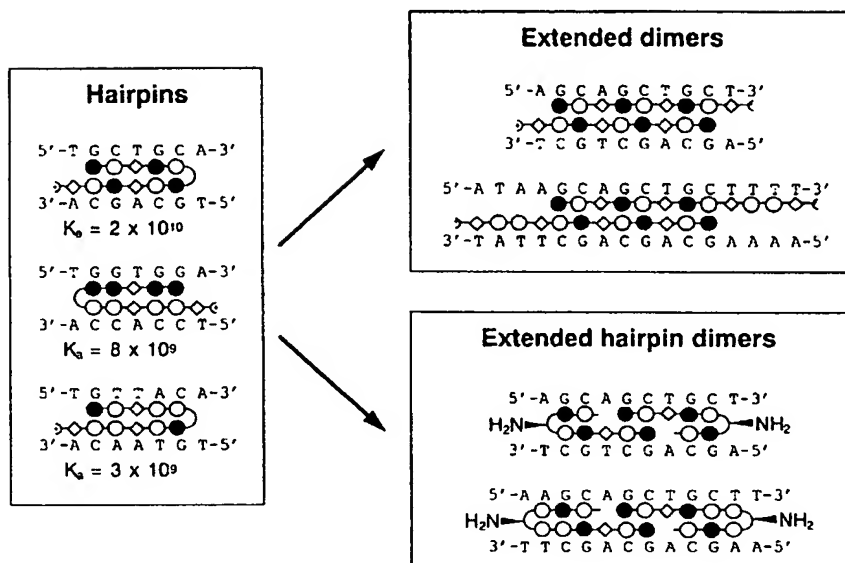 Hairpins
5'-T G C T G C A-3'
3'-A C G A C G T-5'
Kₐ = 2 x 10¹⁰
5'-T G G T G G A-3'
3'-A C C A C C T-5'
Kₐ = 8 x 10⁹
5'-T G T T A C A-3'
3'-A C A A T G T-5'
Kₐ = 3 x 10⁹
Extended dimers
5'-A G C A G C T G C T-3'
3'-T C G T C G A C G A-5'
5'-A T A A G C A G C T G C T T T T-3'
3'-T A T T C G A C G A C G A A A A-5'
Extended hairpin dimers
5'-A G C A G C T G C T-3'
H₂N NH₂
3'-T C G T C G A C G A-5'
5'-A A G C A G C T G C T T-3'
H₂N NH₂
3'-T T C G A C G A C G A A-5'